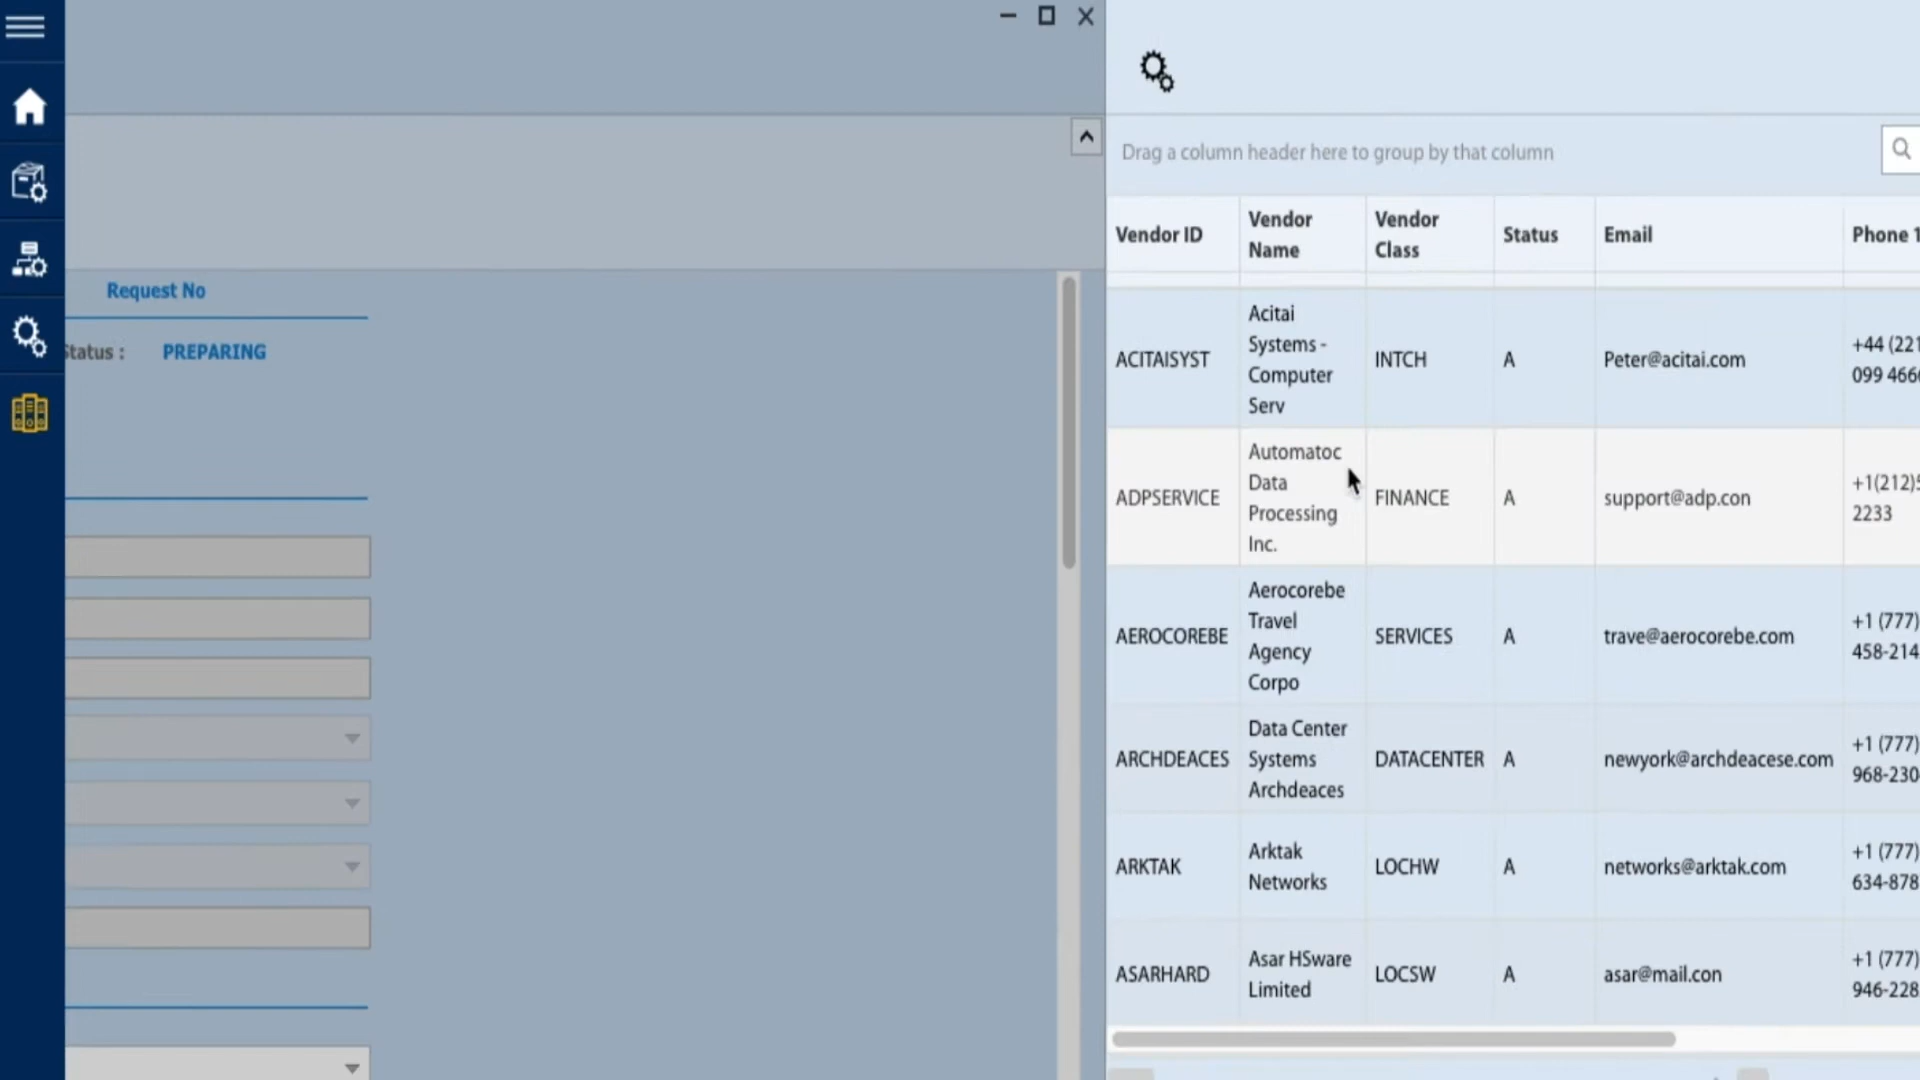 Request No
Status :
PREPARING
Drag a column header here to group by that column
Vendor ID
Vendor
Name
Vendor
Class
Status
Email
Phone 1
ACITAISYST
Acitai
Systems -
Computer
Serv
INTCH
A
Peter@acitai.com
+44 (221
099 466
ADPSERVICE
Automatoc
Data
Processing
Inc.
FINANCE
A
support@adp.con
+1(212)5
2233
AEROCOREBE
Aerocorebe
Travel
Agency
Corpo
SERVICES
A
trave@aerocorebe.com
+1 (777)
458-214
ARCHDEACES
Data Center
Systems
Archdeaces
DATACENTER
A
newyork@archdeacese.com
+1 (777)
968-230
ARKTAK
Arktak
Networks
LOCHW
A
networks@arktak.com
+1 (777)
634-878
ASARHARD
Asar HSware
Limited
LOCSW
A
asar@mail.con
+1 (777)
946-228